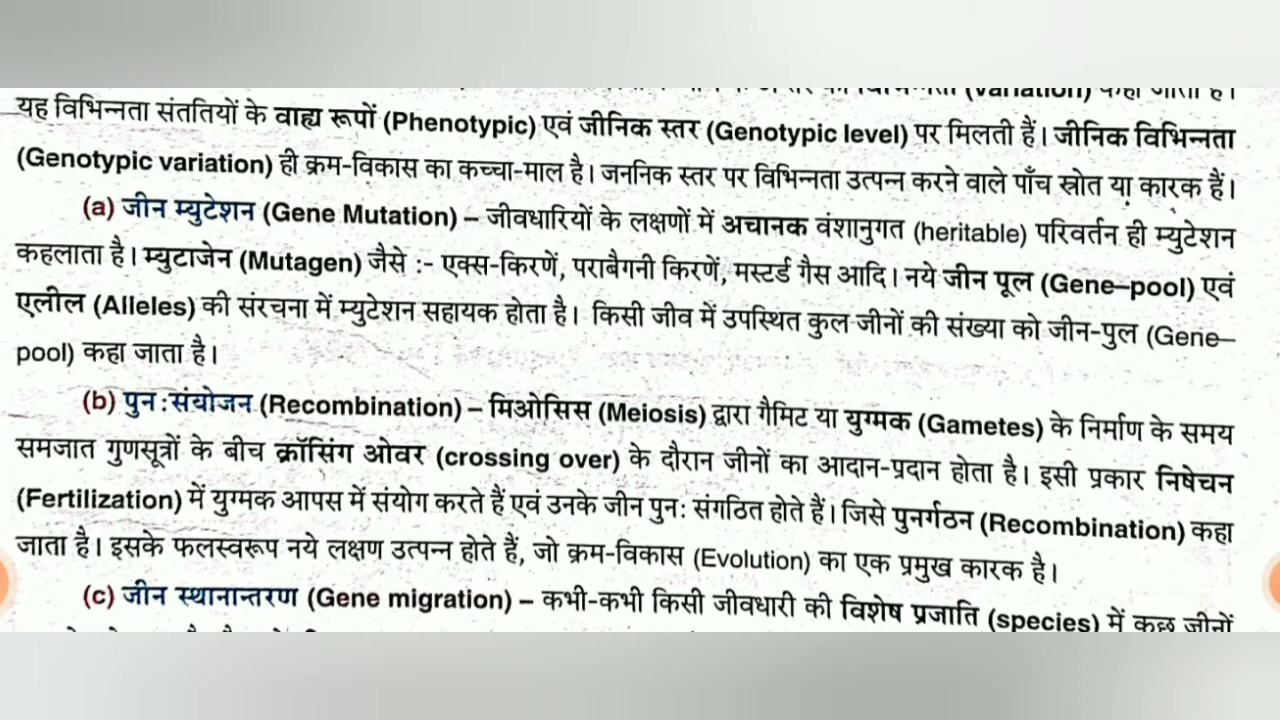 (variation) कहा जाता है।
यह विभिन्नता संततियों के वाह्य रूपों (Phenotypic) एवं जीनिक स्तर (Genotypic level) पर मिलती हैं। जीनिक विभिन्नता
(Genotypic variation) ही क्रम-विकास का कच्चा-माल है। जननिक स्तर पर विभिन्नता उत्पन्न करने वाले पाँच स्रोत या कारक हैं।
(a) जीन म्युटेशन (Gene Mutation) – जीवधारियों के लक्षणों में अचानक वंशानुगत (heritable) परिवर्तन ही म्युटेशन
कहलाता है। म्युटाजेन (Mutagen) जैसे :- एक्स-किरणें, पराबैगनी किरणें, मस्टर्ड गैस आदि। नये जीन पूल (Gene–pool) एवं
एलील (Alleles) की संरचना में म्युटेशन सहायक होता है। किसी जीव में उपस्थित कुल जीनों की संख्या को जीन-पुल (Gene–
pool) कहा जाता है।
(b) पुन:संयोजन (Recombination) – मिओसिस (Meiosis) द्वारा गैमिट या युग्मक (Gametes) के निर्माण के समय
समजात गुणसूत्रों के बीच क्रॉसिंग ओवर (crossing over) के दौरान जीनों का आदान-प्रदान होता है। इसी प्रकार निषेचन
(Fertilization) में युग्मक आपस में संयोग करते हैं एवं उनके जीन पुन: संगठित होते हैं। जिसे पुनर्गठन (Recombination) कहा
जाता है। इसके फलस्वरूप नये लक्षण उत्पन्न होते हैं, जो क्रम-विकास (Evolution) का एक प्रमुख कारक है।
(c) जीन स्थानान्तरण (Gene migration) – कभी-कभी किसी जीवधारी की विशेष प्रजाति (species) में कुछ जीनों